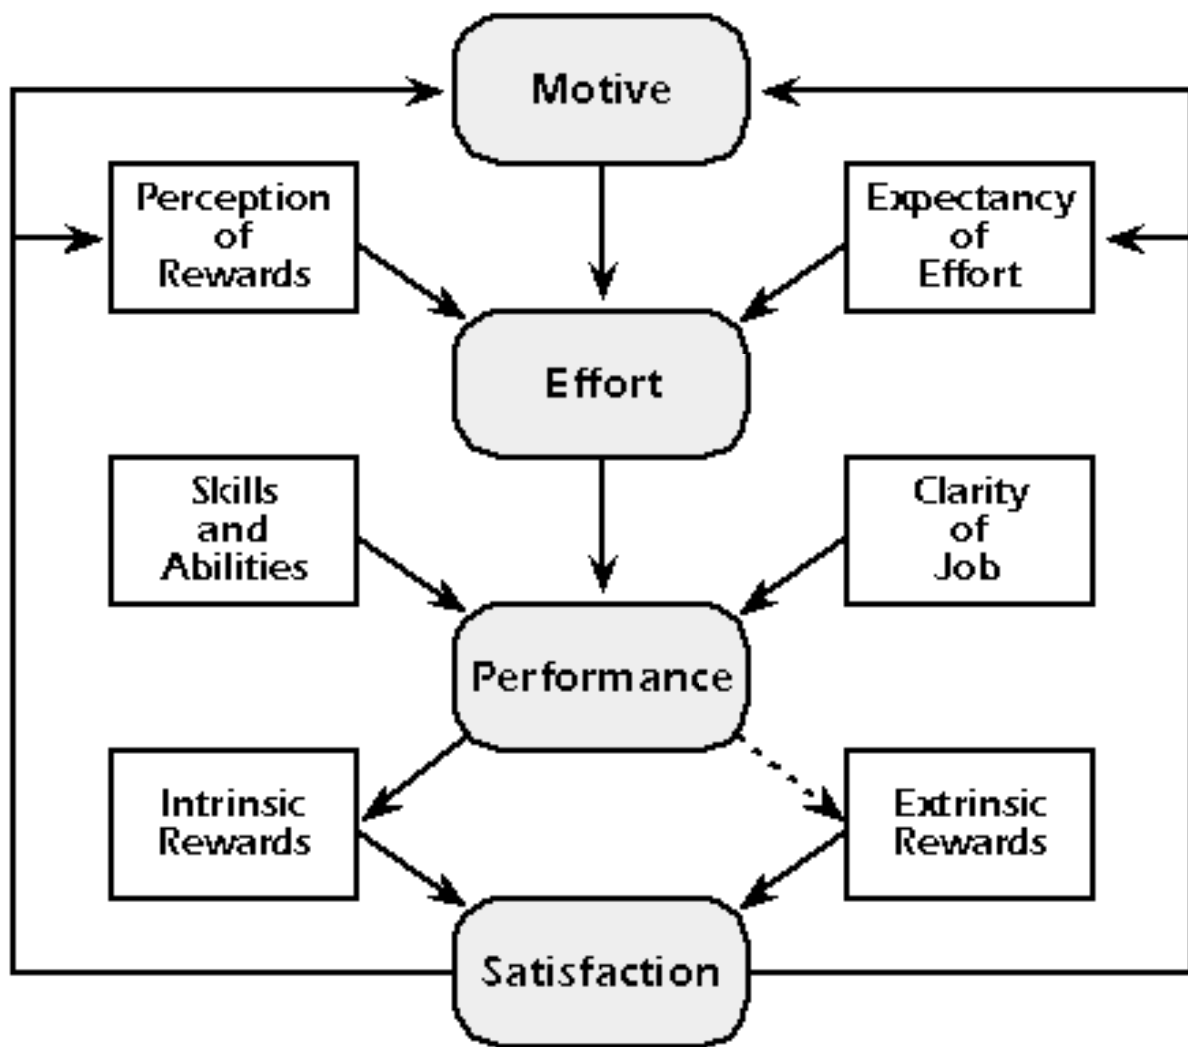 Motive
Perception
of
Rewards
Expectancy
of
Effort
Effort
Skills
and
Abilities
Clarity
of
Job
Performance
Intrinsic
Rewards
Extrinsic
Rewards
Satisfaction